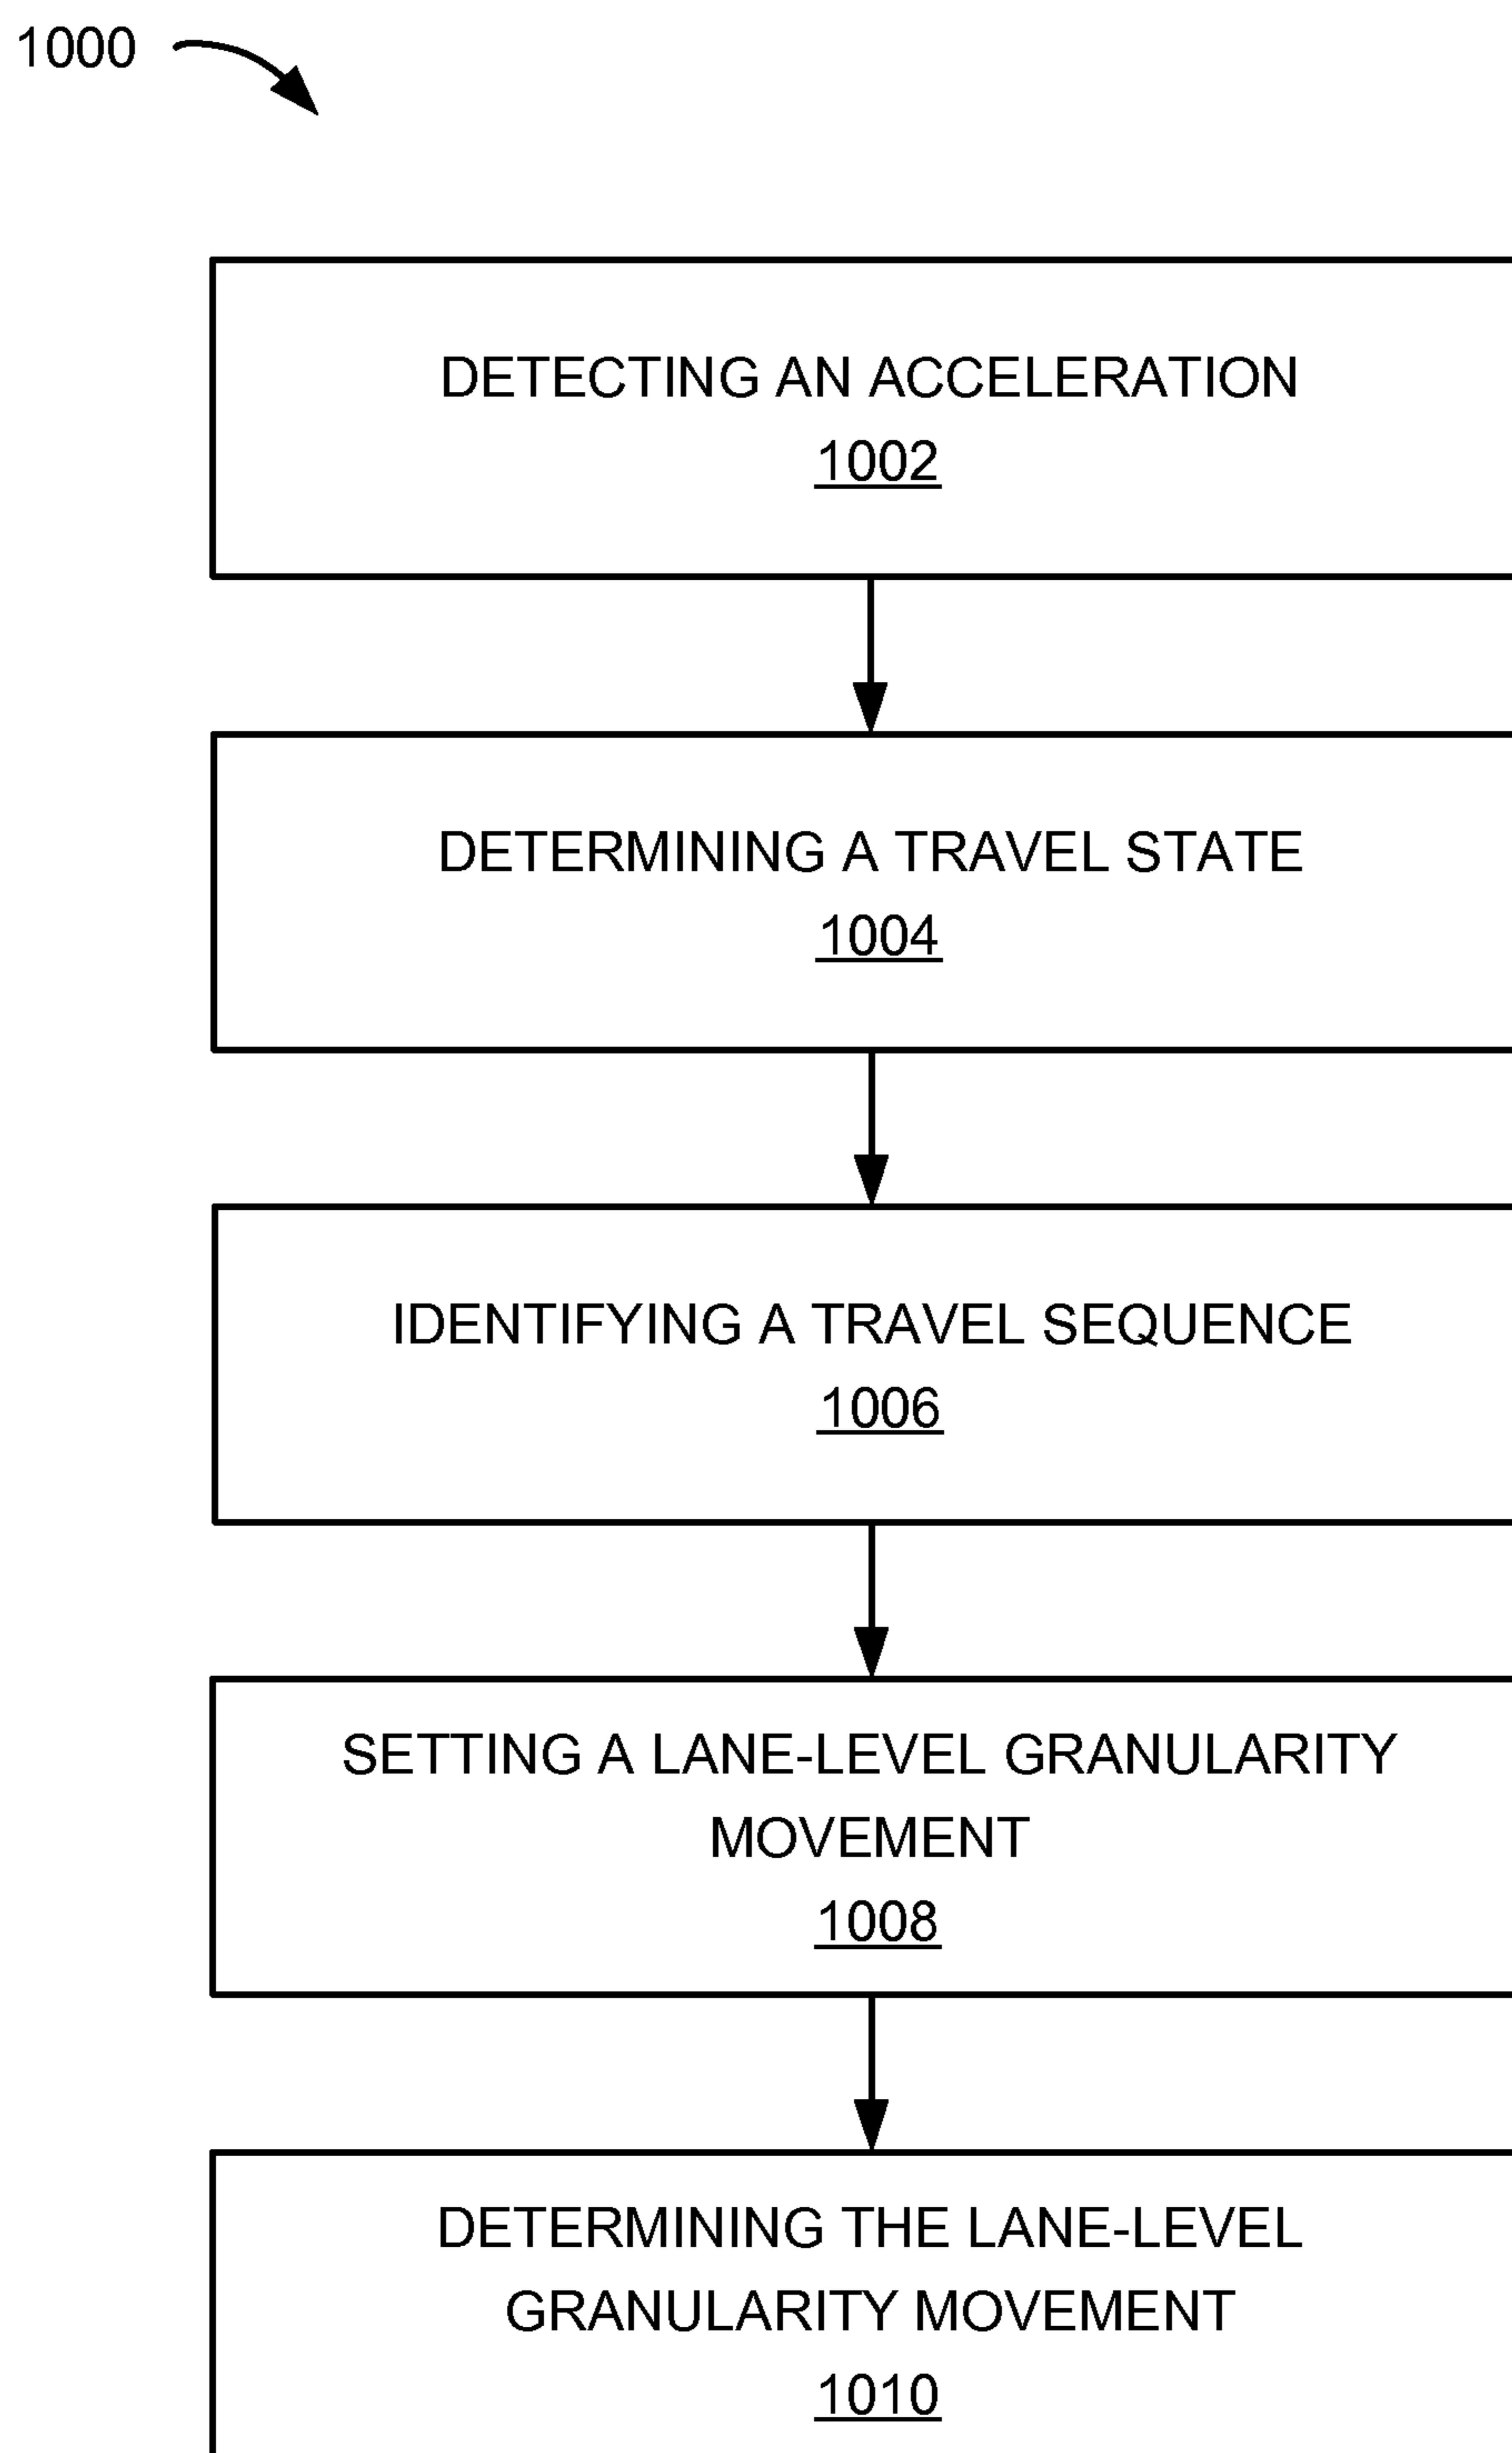 1000
DETECTING AN ACCELERATION
1002
DETERMINING A TRAVEL STATE
1004
IDENTIFYING A TRAVEL SEQUENCE
1006
SETTING A LANE-LEVEL GRANULARITY
MOVEMENT
1008
DETERMINING THE LANE-LEVEL
GRANULARITY MOVEMENT
1010